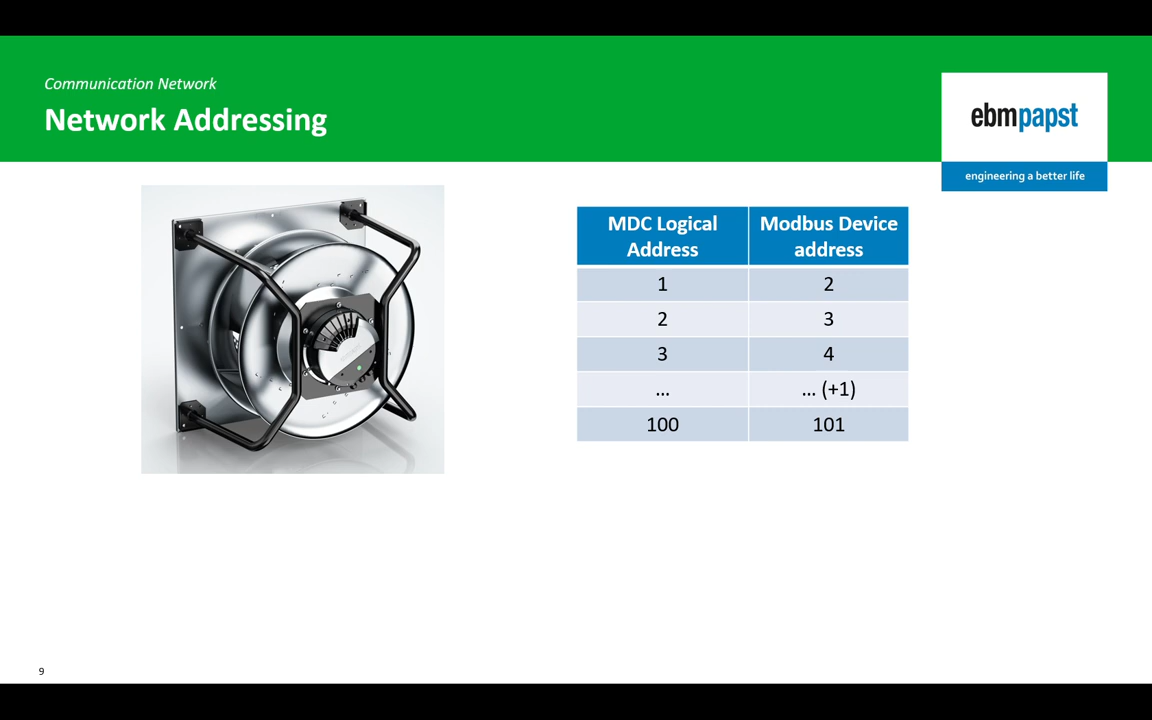 Communication Network
Network Addressing
ebmpapst
engineering a better life
MDC Logical Address
Modbus Device address
1 2
2 3
3 4
... ... (+1)
100 101
9